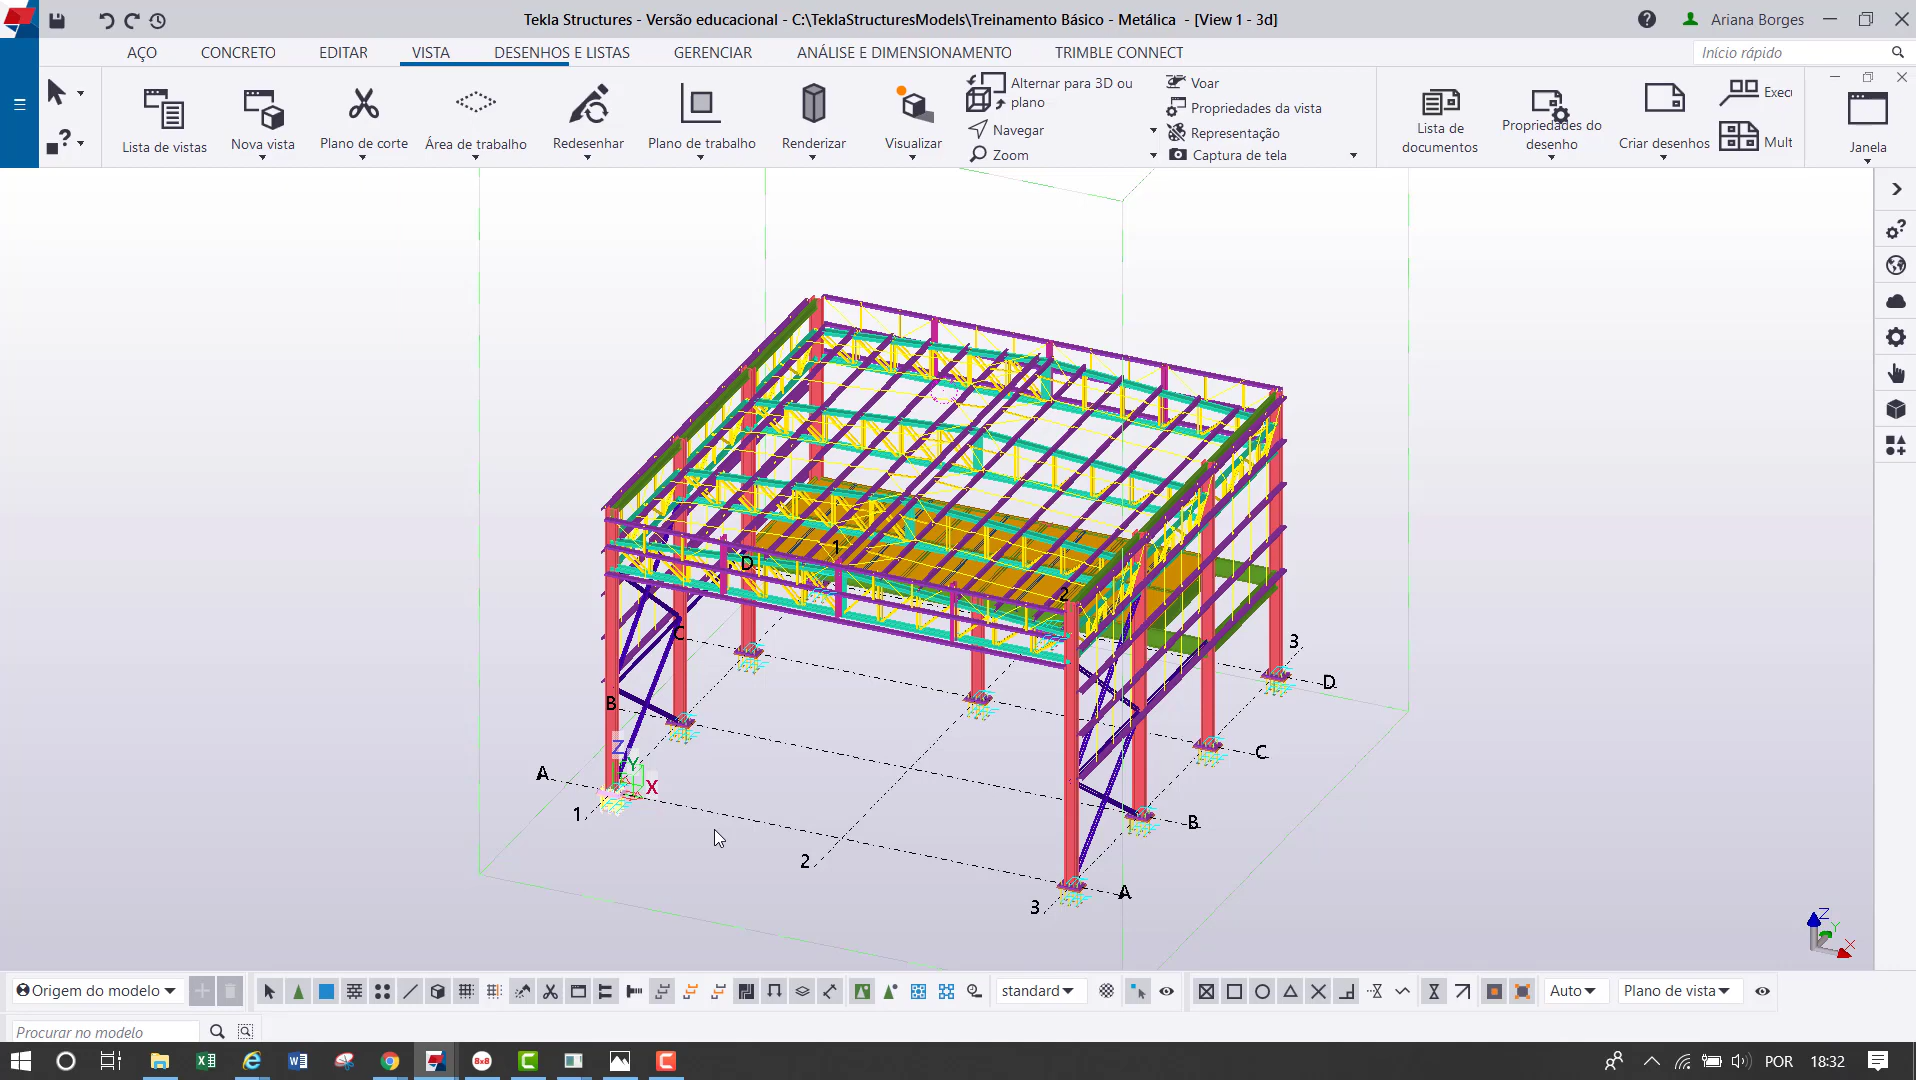 Tekla Structures - Versão educacional - C:\TeklaStructuresModels\Treinamento Básico - Metálica - [View 1 - 3d]
Ariana Borges
AÇO CONCRETO EDITAR VISTA DESENHOS E LISTAS GERENCIAR ANÁLISE E DIMENSIONAMENTO TRIMBLE CONNECT
Início rápido
Lista de vistas
Nova vista
Plano de corte
Área de trabalho
Redesenhar
Plano de trabalho
Renderizar
Visualizar
Alternar para 3D ou
plano
Navegar
Zoom
Voar
Propriedades da vista
Representação
Captura de tela
Lista de
documentos
Propriedades do
desenho
Criar desenhos
Exec
Mult
Janela
1
D
2
C
3
D
B
C
Z
Y
X
A
1
B
2
A
3
Z
Y
X
Origem do modelo
standard
Auto
Plano de vista
Procurar no modelo
POR
18:32